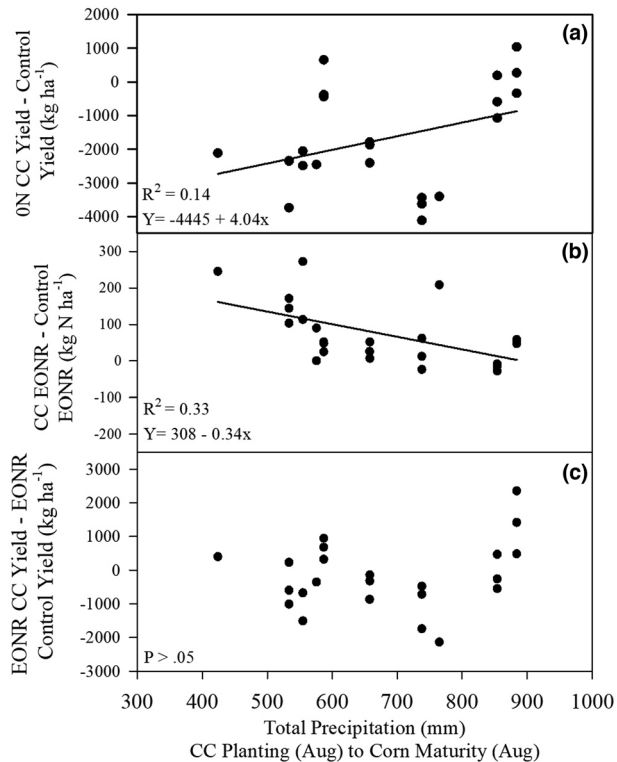 (a)
0N CC Yield - Control
Yield (kg ha⁻¹)
2000
1000
0
-1000
-2000
-3000
-4000
R² = 0.14
Y= -4445 + 4.04x
(b)
CC EONR - Control
EONR (kg N ha⁻¹)
300
200
100
0
-100
-200
R² = 0.33
Y= 308 - 0.34x
(c)
EONR CC Yield - EONR
Control Yield (kg ha⁻¹)
3000
2000
1000
0
-1000
-2000
-3000
P > .05
300 400 500 600 700 800 900 1000
Total Precipitation (mm)
CC Planting (Aug) to Corn Maturity (Aug)